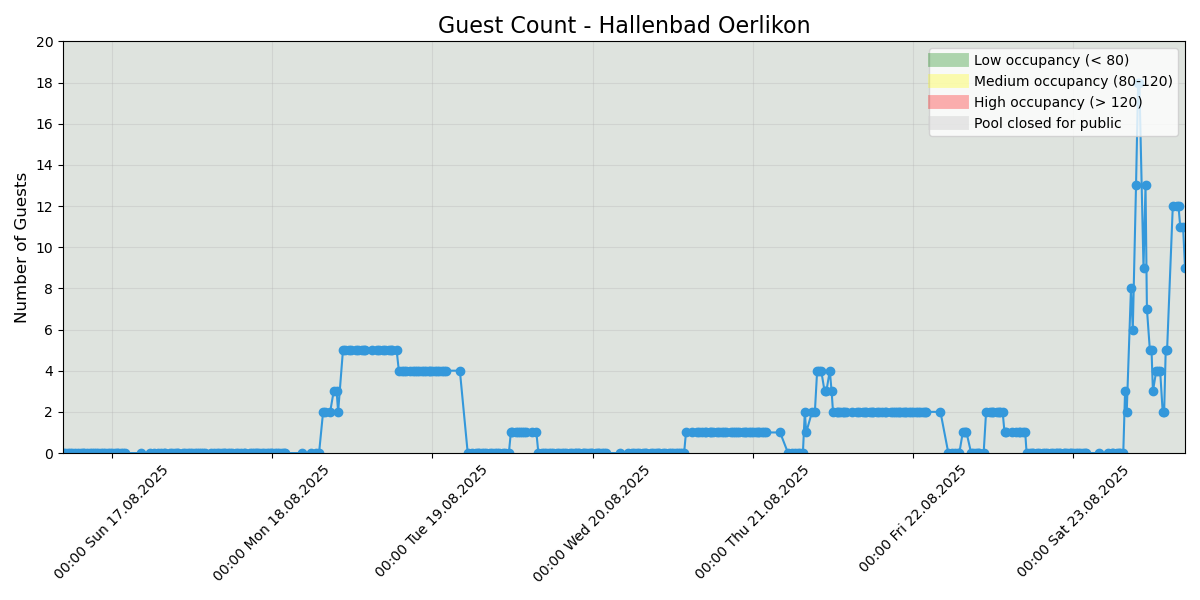 Guest Count - Hallenbad Oerlikon
Number of Guests
20
18
16
14
12
10
8
6
4
2
0
Low occupancy (< 80)
Medium occupancy (80-120)
High occupancy (> 120)
Pool closed for public
00:00 Sun 17.08.2025
00:00 Mon 18.08.2025
00:00 Tue 19.08.2025
00:00 Wed 20.08.2025
00:00 Thu 21.08.2025
00:00 Fri 22.08.2025
00:00 Sat 23.08.2025